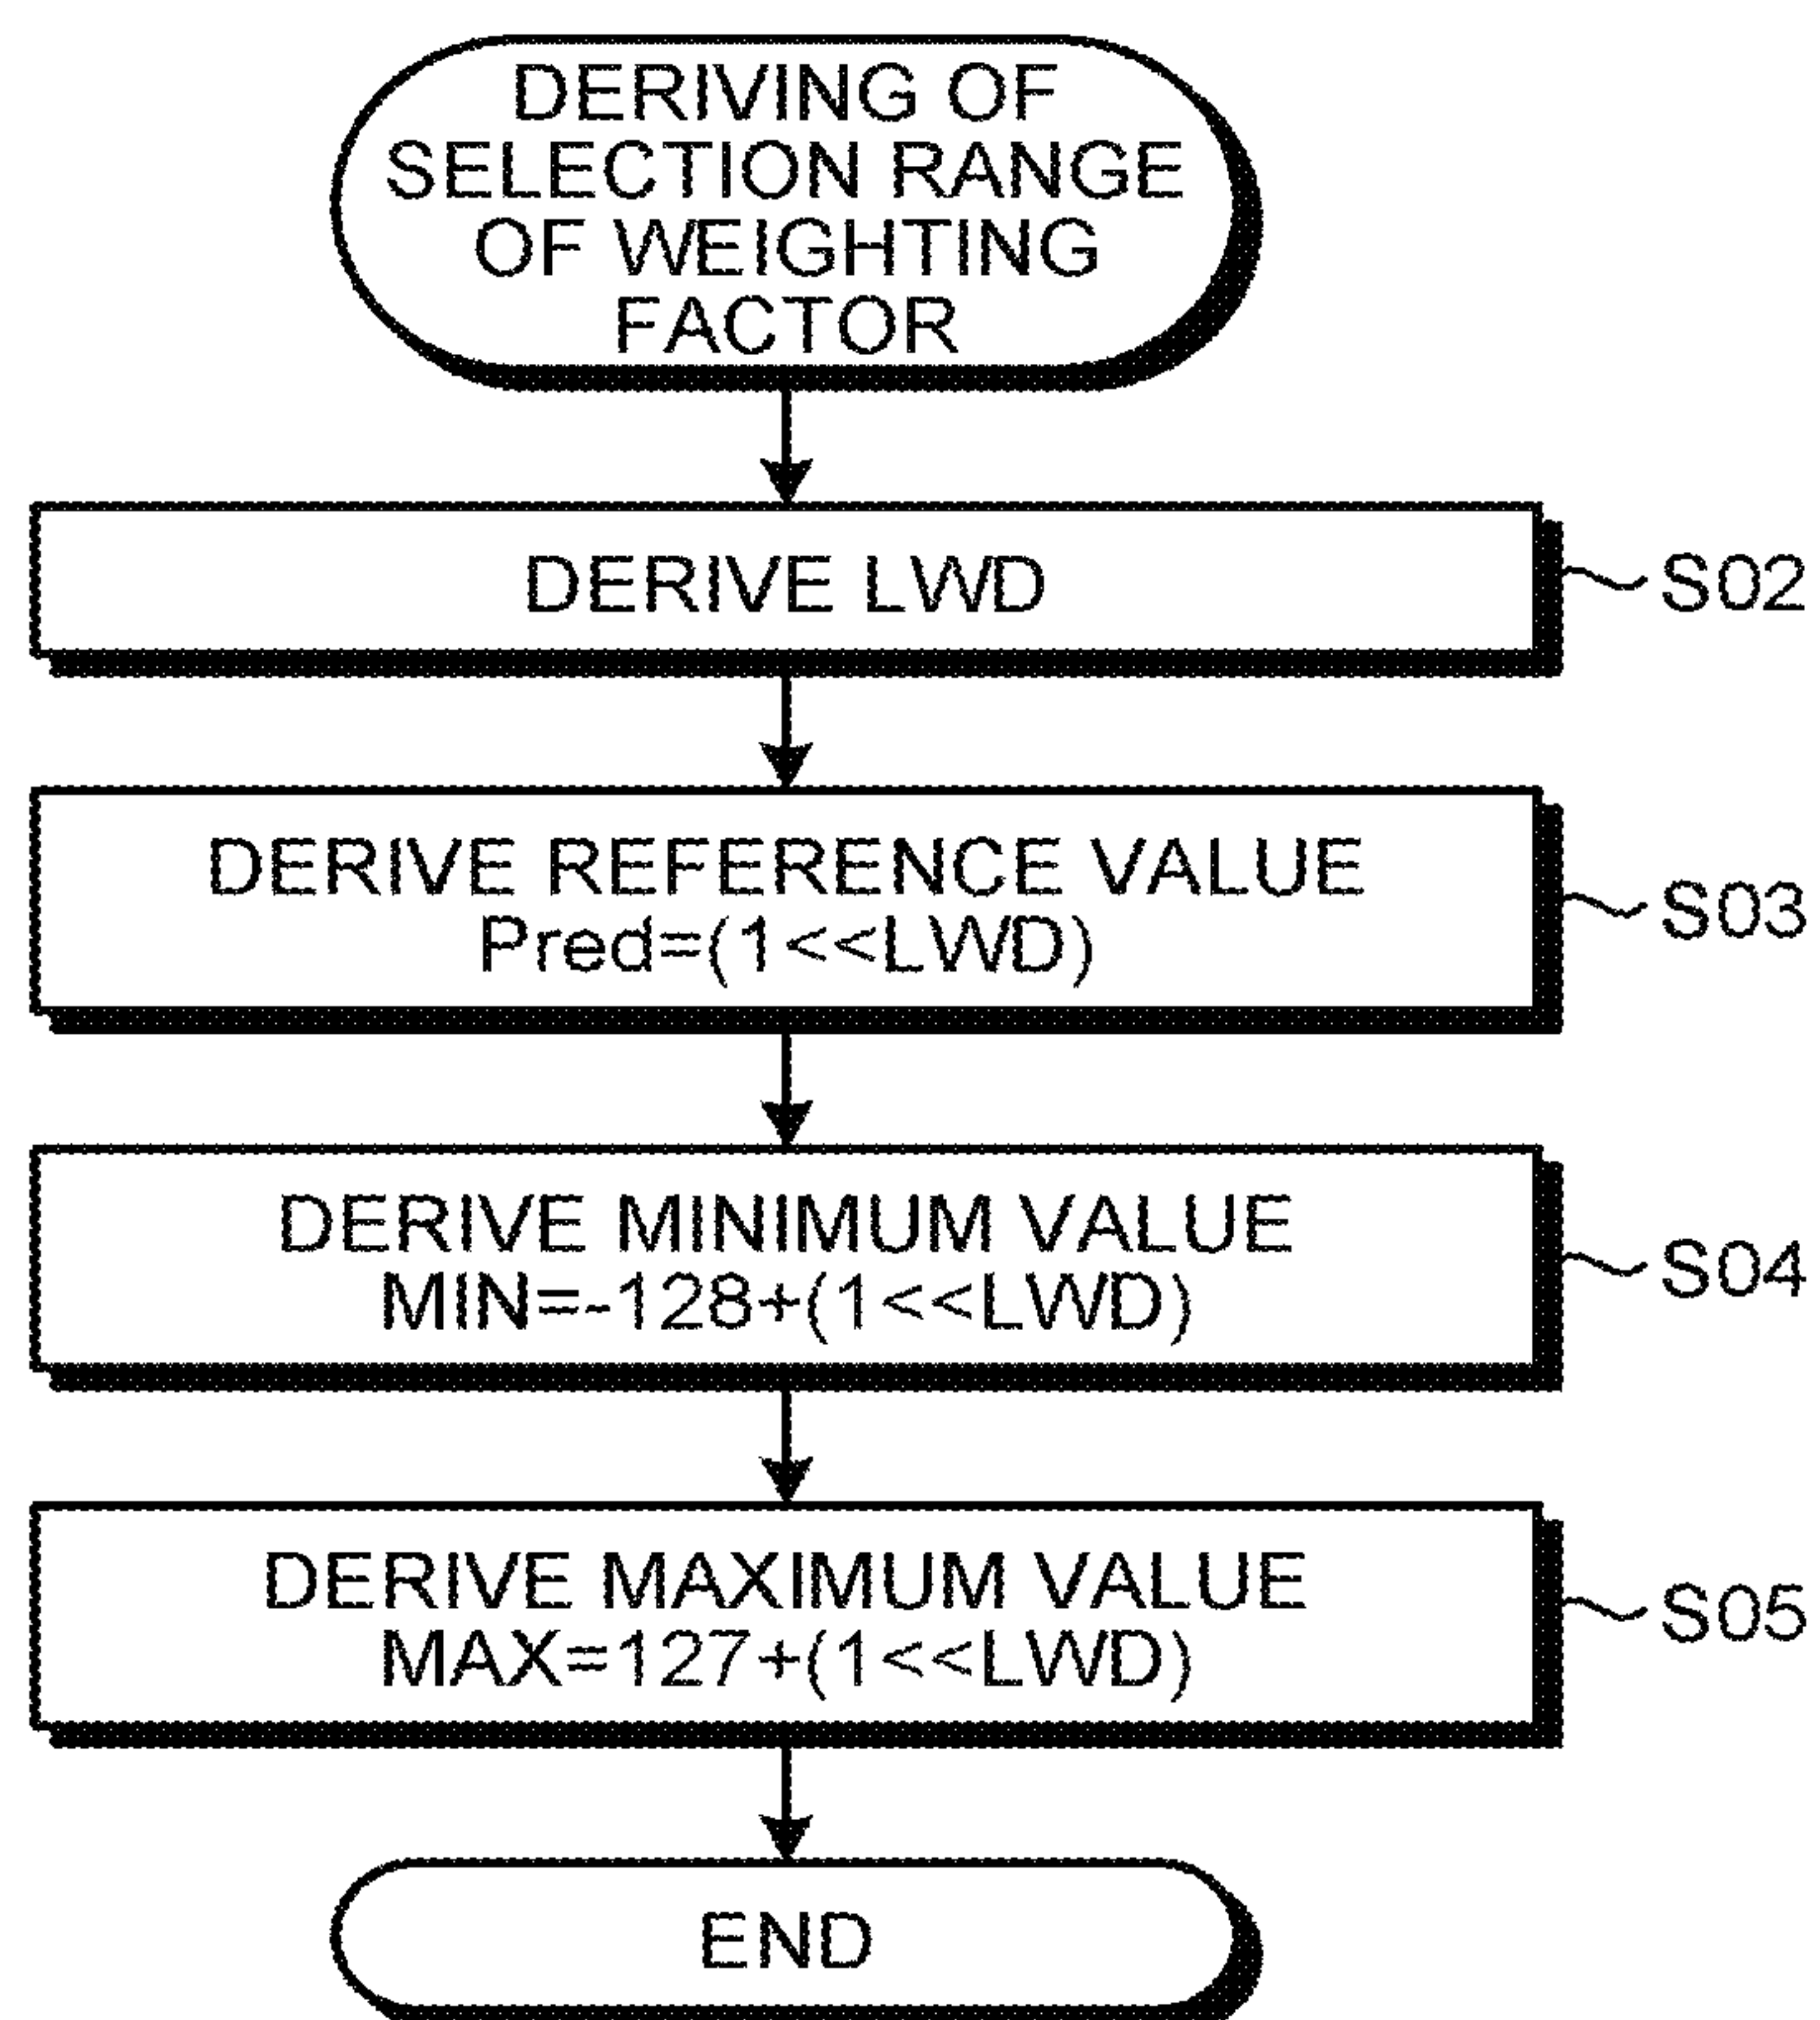 DERIVING OF
SELECTION RANGE
OF WEIGHTING
FACTOR
DERIVE LWD
S02
DERIVE REFERENCE VALUE
Pred=(1<<LWD)
S03
DERIVE MINIMUM VALUE
MIN=-128+(1<<LWD)
S04
DERIVE MAXIMUM VALUE
MAX=127+(1<<LWD)
S05
END